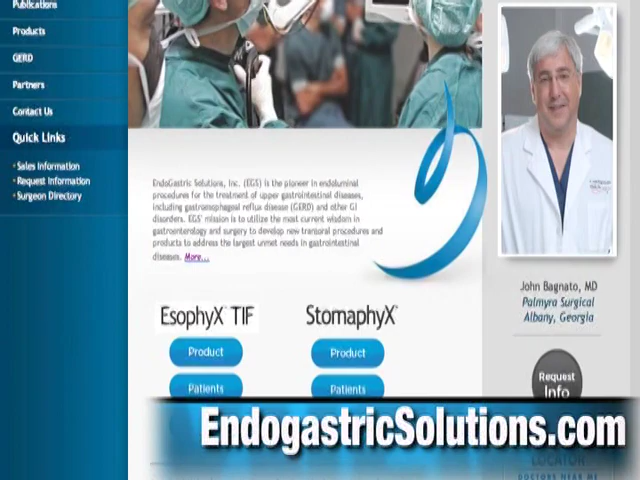 Publications
Products
GERD
Partners
Contact Us
Quick Links
Sales Information
Request Information
Surgeon Directory
EndoGastric Solutions, Inc. (EGS) is the pioneer in endoluminal
procedures for the treatment of upper gastrointestinal diseases,
including gastroesophageal reflux disease (GERD) and other GI
disorders. EGS' mission is to utilize the most current wisdom in
gastroenterology and surgery to develop new transoral procedures and
products to address the largest unmet needs in gastrointestinal
diseases. More...
EsophyX TIF
StomaphyX
Product
Product
Patients
Patients
John Bagnato, MD
Palmyra Surgical
Albany, Georgia
Request
Info
EndogastricSolutions.com
LOCATOR
DOCTORS NEAR ME